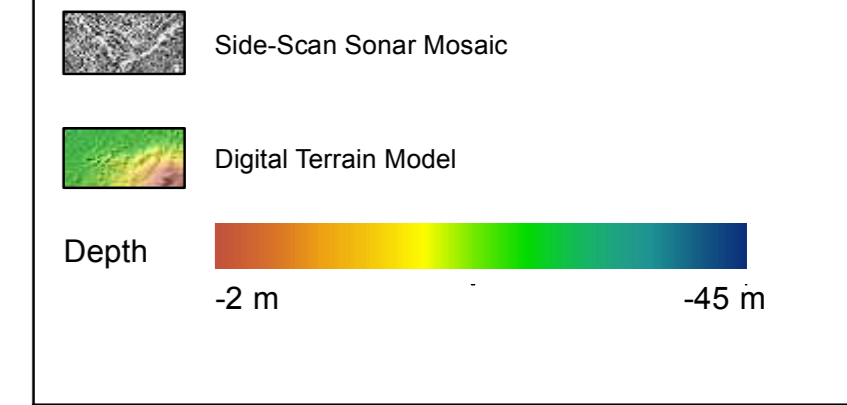 Side-Scan Sonar Mosaic
Digital Terrain Model
Depth
-2 m
-45 m